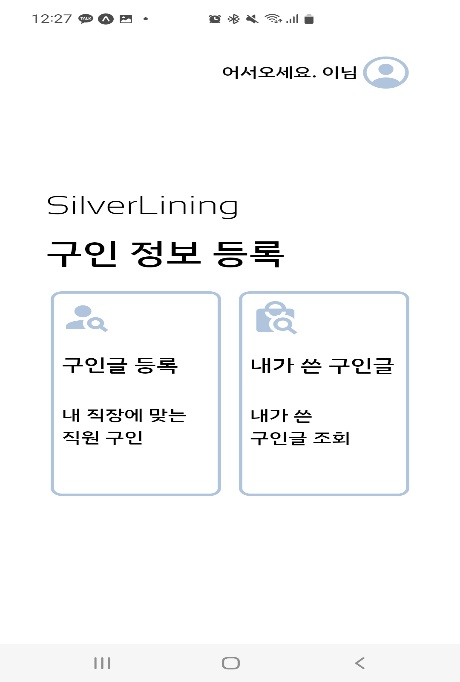 12:27
어서오세요. 이님
SilverLining
구인 정보 등록
구인글 등록
내 직장에 맞는
직원 구인
내가 쓴 구인글
내가 쓴
구인글 조회